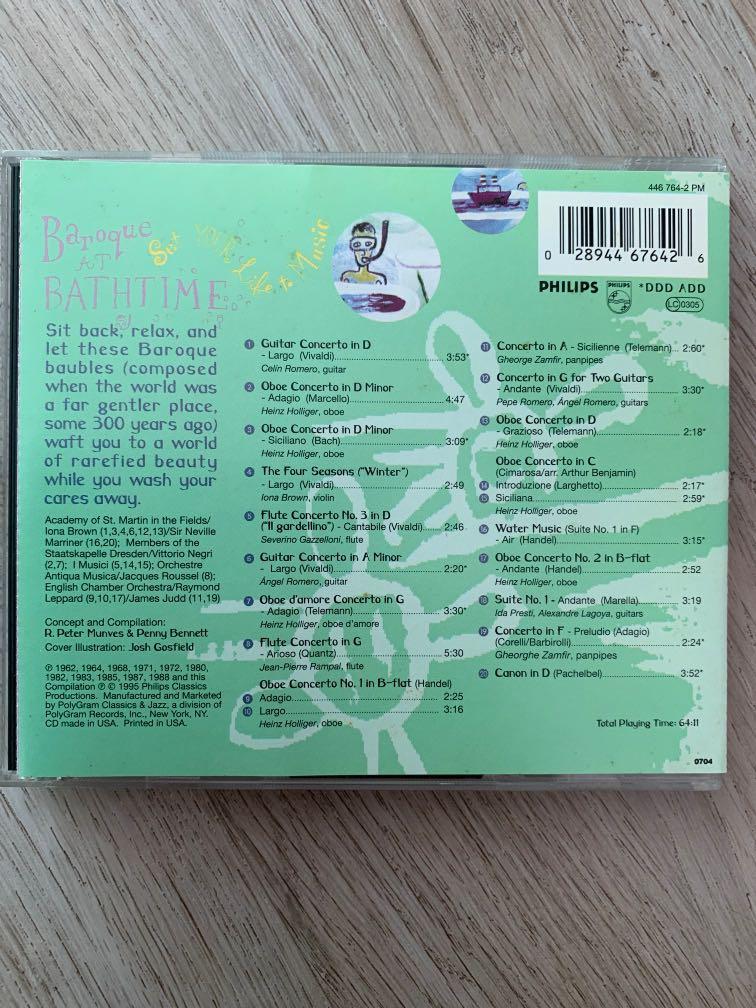 446 764-2 PM
0 28944 67642 6
PHILIPS
PHILIPS
*DDD ADD
LC 0305
Baroque
AT
BATHTIME
Set YOUR Life to Music
Sit back, relax, and
let these Baroque
baubles (composed
when the world was
a far gentler place,
some 300 years ago)
waft you to a world
of rarefied beauty
while you wash your
cares away.
Academy of St. Martin in the Fields/
Iona Brown (1,3,4,6,12,13)/Sir Neville
Marriner (16,20); Members of the
Staatskapelle Dresden/Vittorio Negri
(2,7); I Musici (5,14,15); Orchestre
Antiqua Musica/Jacques Roussel (8);
English Chamber Orchestra/Raymond
Leppard (9,10,17)/James Judd (11,19)
Concept and Compilation:
R. Peter Munves & Penny Bennett
Cover Illustration: Josh Gosfield
℗ 1962, 1964, 1968, 1971, 1972, 1980,
1982, 1983, 1985, 1987, 1988 and this
Compilation ℗ © 1995 Philips Classics
Productions. Manufactured and Marketed
by PolyGram Classics & Jazz, a division of
PolyGram Records, Inc., New York, NY.
CD made in USA. Printed in USA.
1 Guitar Concerto in D
- Largo (Vivaldi) 3:53*
Celin Romero, guitar
2 Oboe Concerto in D Minor
- Adagio (Marcello) 4:47
Heinz Holliger, oboe
3 Oboe Concerto in D Minor
- Siciliano (Bach) 3:09*
Heinz Holliger, oboe
4 The Four Seasons ("Winter")
- Largo (Vivaldi) 2:49
Iona Brown, violin
5 Flute Concerto No. 3 in D
("Il gardellino") - Cantabile (Vivaldi) 2:46
Severino Gazzelloni, flute
6 Guitar Concerto in A Minor
- Largo (Vivaldi) 2:20*
Ángel Romero, guitar
7 Oboe d'amore Concerto in G
- Adagio (Telemann) 3:30*
Heinz Holliger, oboe d'amore
8 Flute Concerto in G
- Arioso (Quantz) 5:30
Jean-Pierre Rampal, flute
Oboe Concerto No. 1 in B-flat (Handel)
9 Adagio 2:25
10 Largo 3:16
Heinz Holliger, oboe
11 Concerto in A - Sicilienne (Telemann) 2:60*
Gheorge Zamfir, panpipes
12 Concerto in G for Two Guitars
- Andante (Vivaldi) 3:30*
Pepe Romero, Ángel Romero, guitars
13 Oboe Concerto in D
- Grazioso (Telemann) 2:18*
Heinz Holliger, oboe
Oboe Concerto in C
(Cimarosa/arr. Arthur Benjamin)
14 Introduzione (Larghetto) 2:17*
15 Siciliana 2:59*
Heinz Holliger, oboe
16 Water Music (Suite No. 1 in F)
- Air (Handel) 3:15*
17 Oboe Concerto No. 2 in B-flat
- Andante (Handel) 2:52
Heinz Holliger, oboe
18 Suite No. 1 - Andante (Marella) 3:19
Ida Presti, Alexandre Lagoya, guitars
19 Concerto in F - Preludio (Adagio)
(Corelli/Barbirolli) 2:24*
Gheorghe Zamfir, panpipes
20 Canon in D (Pachelbel) 3:52*
Total Playing Time: 64:11
0704